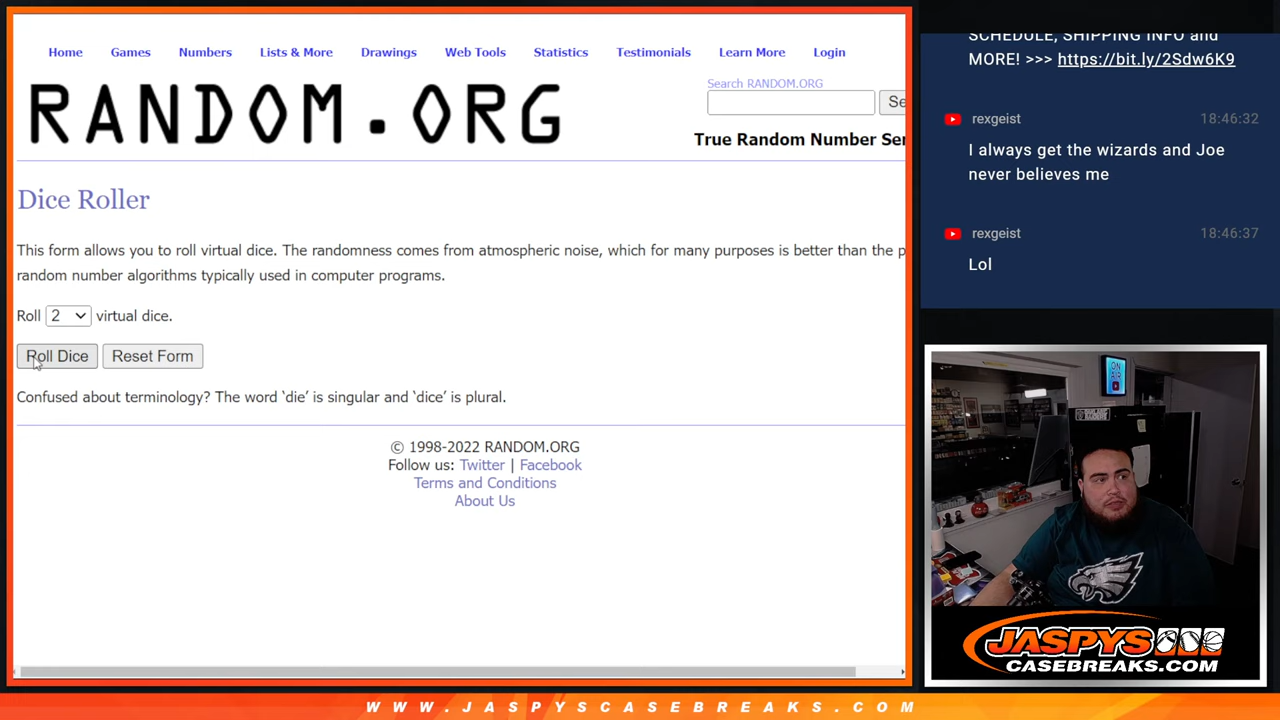 Home Games Numbers Lists & More Drawings Web Tools Statistics Testimonials Learn More Login
RANDOM.ORG
Search RANDOM.ORG
Se
True Random Number Ser
Dice Roller
This form allows you to roll virtual dice. The randomness comes from atmospheric noise, which for many purposes is better than the p
random number algorithms typically used in computer programs.
Roll 2 virtual dice.
Roll Dice Reset Form
Confused about terminology? The word ‘die’ is singular and ‘dice’ is plural.
© 1998-2022 RANDOM.ORG
Follow us: Twitter | Facebook
Terms and Conditions
About Us
SCHEDULE, SHIPPING INFO and
MORE! >>> https://bit.ly/2Sdw6K9
rexgeist 18:46:32
I always get the wizards and Joe
never believes me
rexgeist 18:46:37
Lol
ON
AIR
JASPYS
CASEBREAKS.COM
WWW.JASPYSCASEBREAKS.COM